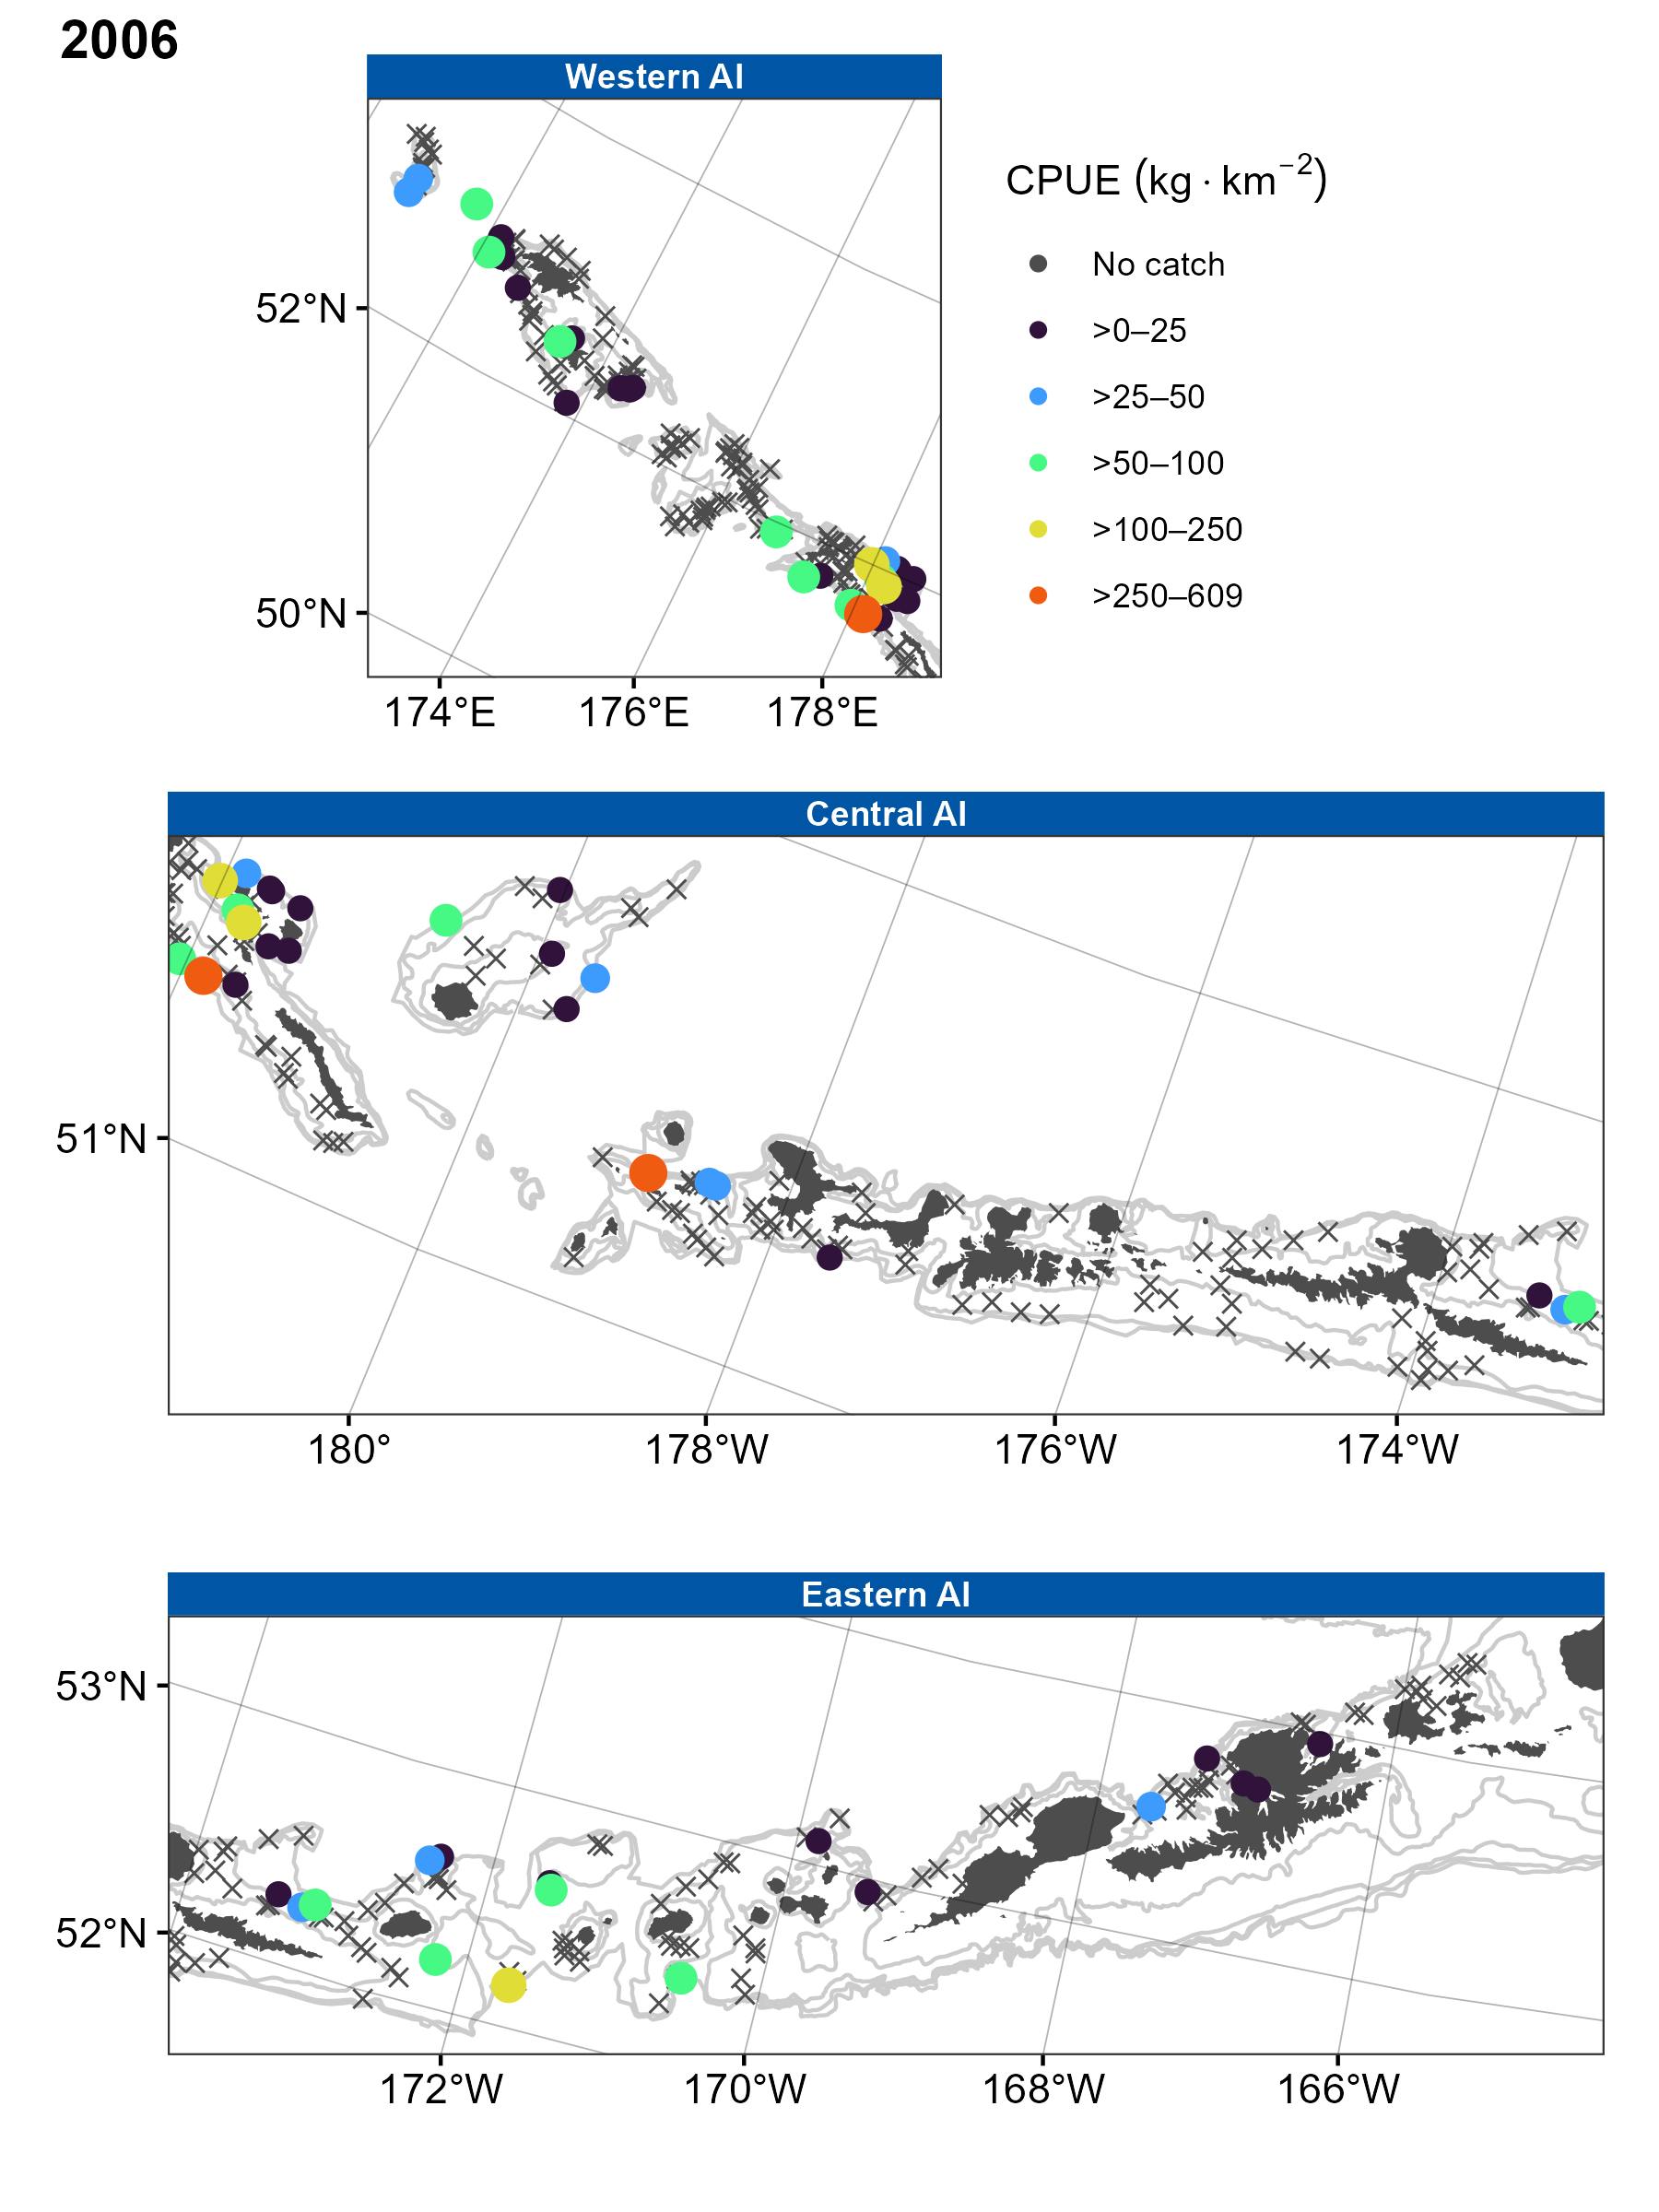 2006
Western AI
CPUE (kg · km⁻²)
No catch
>0–25
>25–50
>50–100
>100–250
>250–609
52°N
50°N
174°E 176°E 178°E
Central AI
51°N
180° 178°W 176°W 174°W
Eastern AI
53°N
52°N
172°W 170°W 168°W 166°W